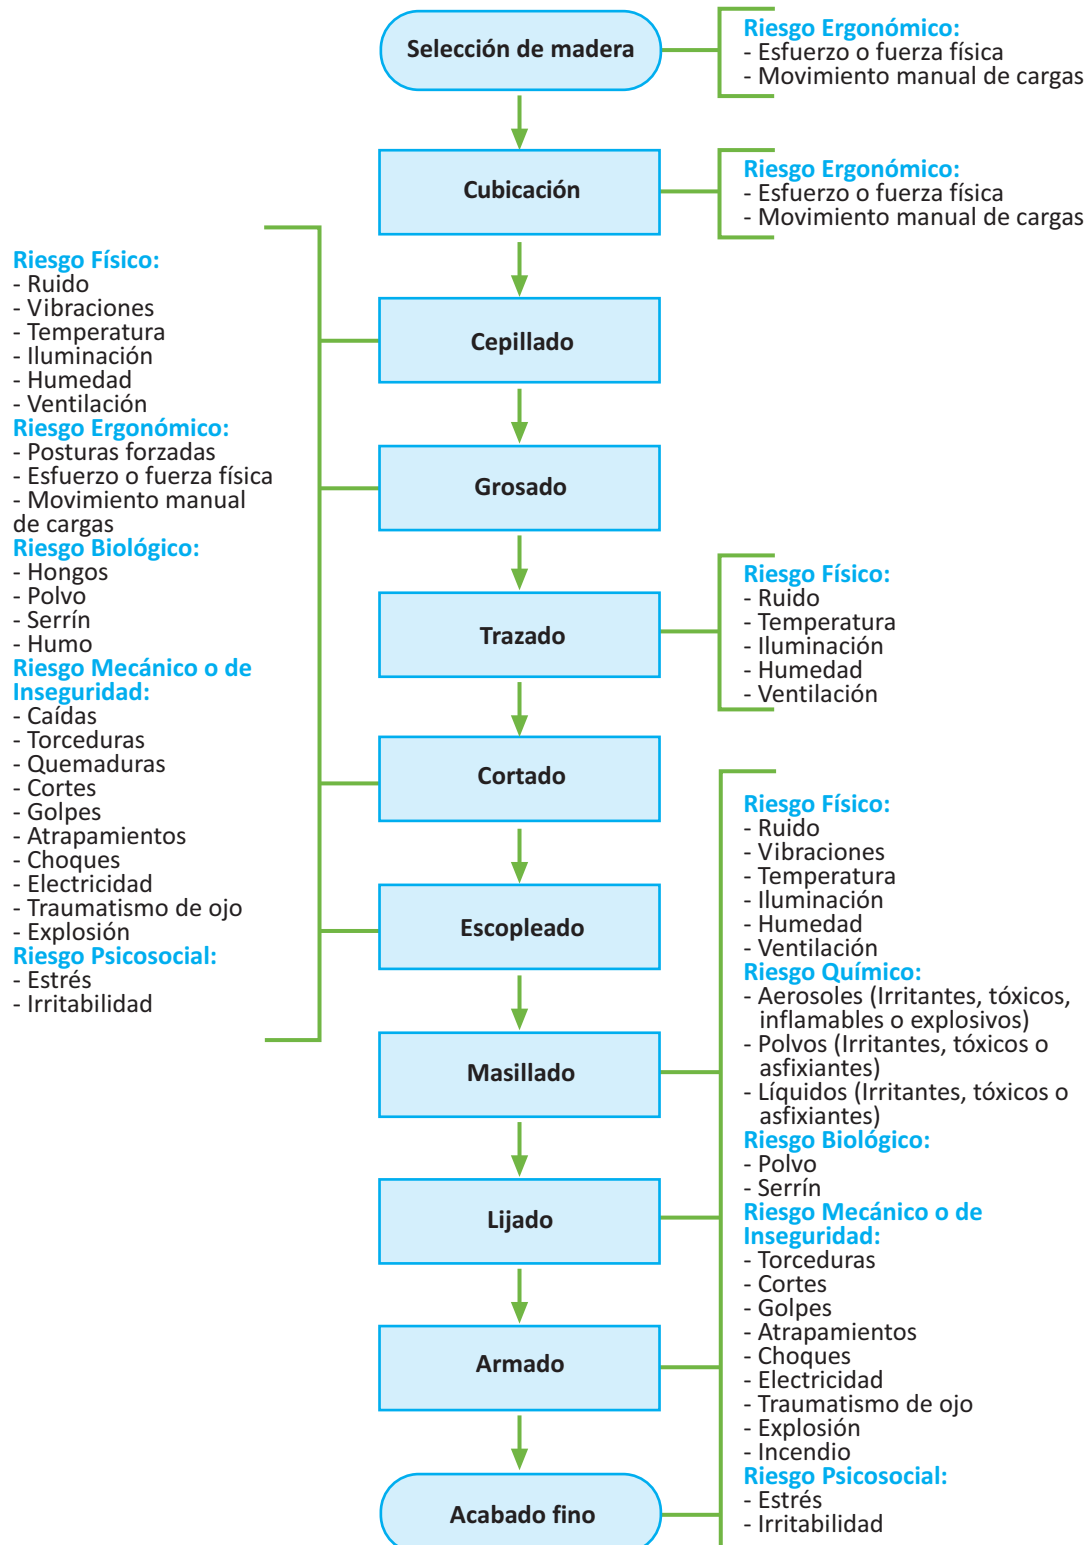 Selección de madera
Riesgo Ergonómico:
- Esfuerzo o fuerza física
- Movimiento manual de cargas
Cubicación
Riesgo Ergonómico:
- Esfuerzo o fuerza física
- Movimiento manual de cargas
Riesgo Físico:
- Ruido
- Vibraciones
- Temperatura
- Iluminación
- Humedad
- Ventilación
Riesgo Ergonómico:
- Posturas forzadas
- Esfuerzo o fuerza física
- Movimiento manual
de cargas
Riesgo Biológico:
- Hongos
- Polvo
- Serrín
- Humo
Riesgo Mecánico o de
Inseguridad:
- Caídas
- Torceduras
- Quemaduras
- Cortes
- Golpes
- Atrapamientos
- Choques
- Electricidad
- Traumatismo de ojo
- Explosión
Riesgo Psicosocial:
- Estrés
- Irritabilidad
Cepillado
Grosado
Trazado
Riesgo Físico:
- Ruido
- Temperatura
- Iluminación
- Humedad
- Ventilación
Cortado
Escopleado
Masillado
Lijado
Armado
Acabado fino
Riesgo Físico:
- Ruido
- Vibraciones
- Temperatura
- Iluminación
- Humedad
- Ventilación
Riesgo Químico:
- Aerosoles (Irritantes, tóxicos,
inflamables o explosivos)
- Polvos (Irritantes, tóxicos o
asfixiantes)
- Líquidos (Irritantes, tóxicos o
asfixiantes)
Riesgo Biológico:
- Polvo
- Serrín
Riesgo Mecánico o de
Inseguridad:
- Torceduras
- Cortes
- Golpes
- Atrapamientos
- Choques
- Electricidad
- Traumatismo de ojo
- Explosión
- Incendio
Riesgo Psicosocial:
- Estrés
- Irritabilidad